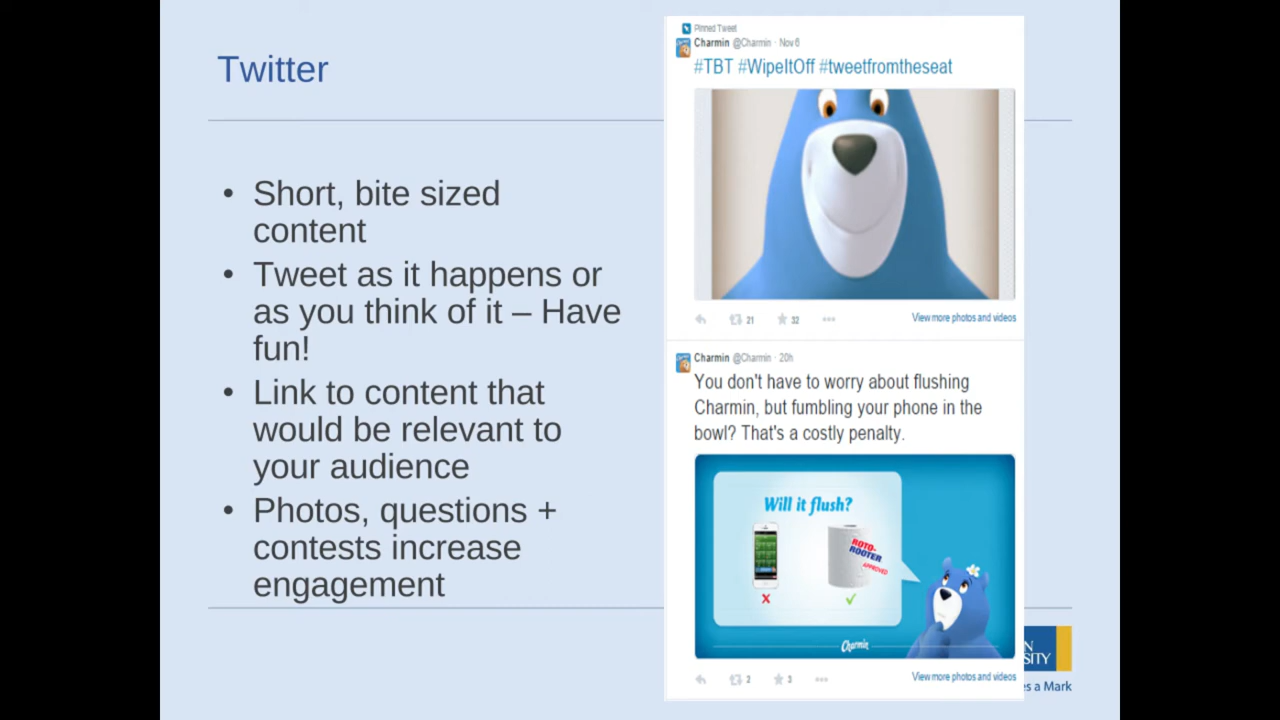 Twitter
• Short, bite sized
content
• Tweet as it happens or
as you think of it – Have
fun!
• Link to content that
would be relevant to
your audience
• Photos, questions +
contests increase
engagement
Pinned Tweet
Charmin @Charmin · Nov 6
#TBT #WipeItOff #tweetfromtheseat
21
32
View more photos and videos
Charmin @Charmin · 20h
You don't have to worry about flushing
Charmin, but fumbling your phone in the
bowl? That's a costly penalty.
Will it flush?
ROTO-
ROOTER
APPROVED
Charmin
2
3
View more photos and videos
N
SITY
es a Mark